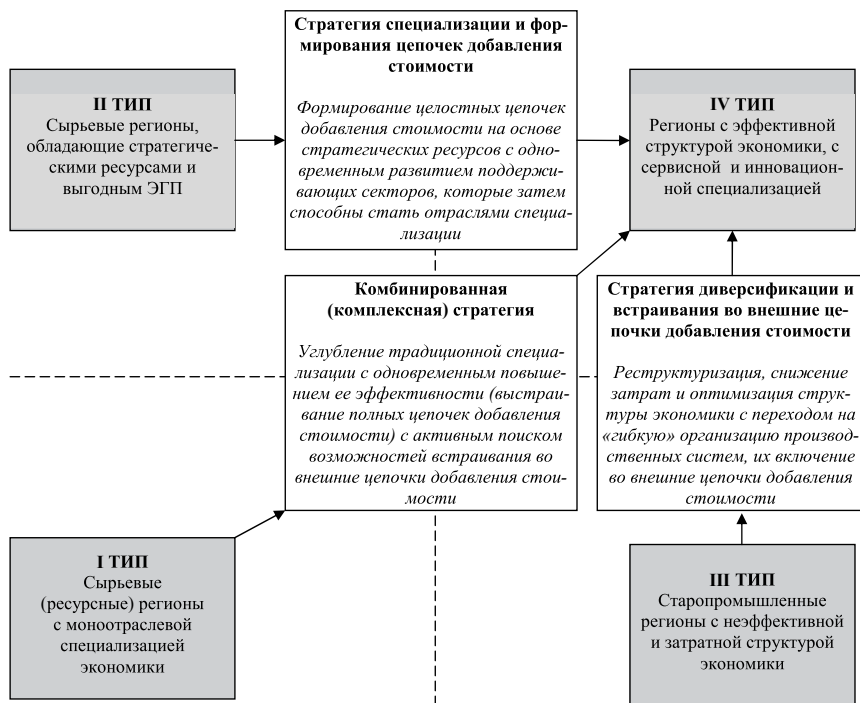 Стратегия специализации и фор-
мирования цепочек добавления
стоимости
Формирование целостных цепочек
добавления стоимости на основе
стратегических ресурсов с одно-
временным развитием поддержи-
вающих секторов, которые затем
способны стать отраслями специа-
лизации
II ТИП
Сырьевые регионы,
обладающие стратегиче-
скими ресурсами и
выгодным ЭГП
IV ТИП
Регионы с эффективной
структурой экономики, с
сервисной и инновацион-
ной специализацией
Комбинированная
(комплексная) стратегия
Углубление традиционной специа-
лизации с одновременным повыше-
нием ее эффективности (выстраи-
вание полных цепочек добавления
стоимости) с активным поиском
возможностей встраивания во
внешние цепочки добавления стои-
мости
Стратегия диверсификации и
встраивания во внешние це-
почки добавления стоимости
Реструктуризация, снижение
затрат и оптимизация струк-
туры экономики с переходом на
«гибкую» организацию производ-
ственных систем, их включение
во внешние цепочки добавления
стоимости
I ТИП
Сырьевые
(ресурсные) регионы
с моноотраслевой
специализацией
экономики
III ТИП
Старопромышленные
регионы с неэффективной
и затратной структурой
экономики